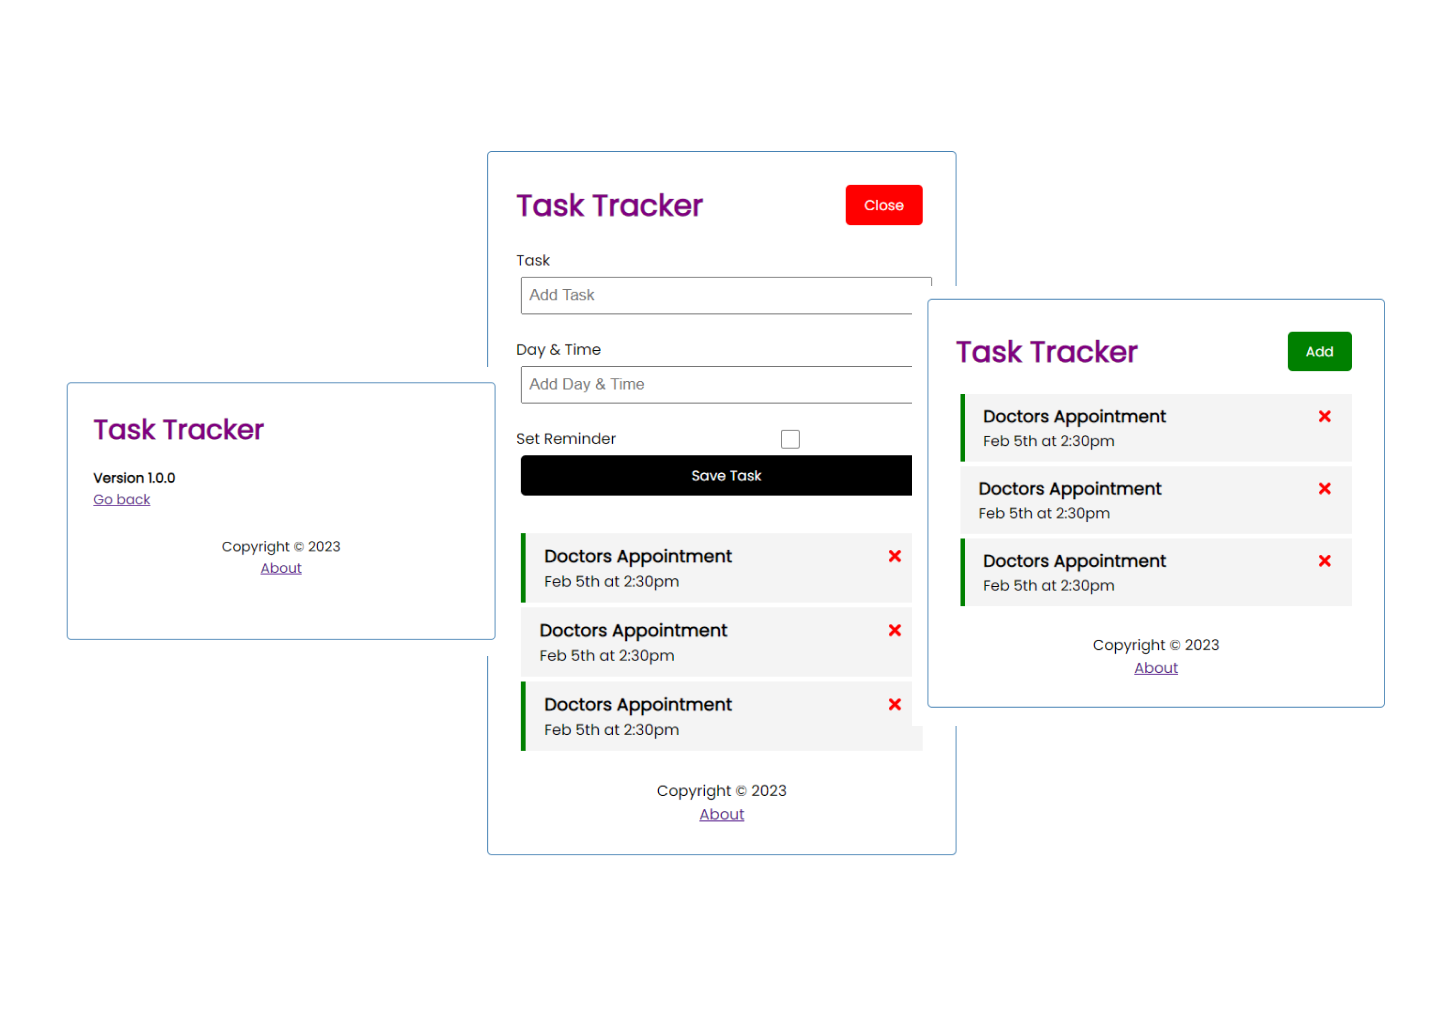 Task Tracker
Version 1.0.0
Go back
Copyright © 2023
About
Task Tracker
Close
Task
Add Task
Day & Time
Add Day & Time
Set Reminder
Save Task
Doctors Appointment
Feb 5th at 2:30pm
Doctors Appointment
Feb 5th at 2:30pm
Doctors Appointment
Feb 5th at 2:30pm
Copyright © 2023
About
Task Tracker
Add
Doctors Appointment
Feb 5th at 2:30pm
Doctors Appointment
Feb 5th at 2:30pm
Doctors Appointment
Feb 5th at 2:30pm
Copyright © 2023
About